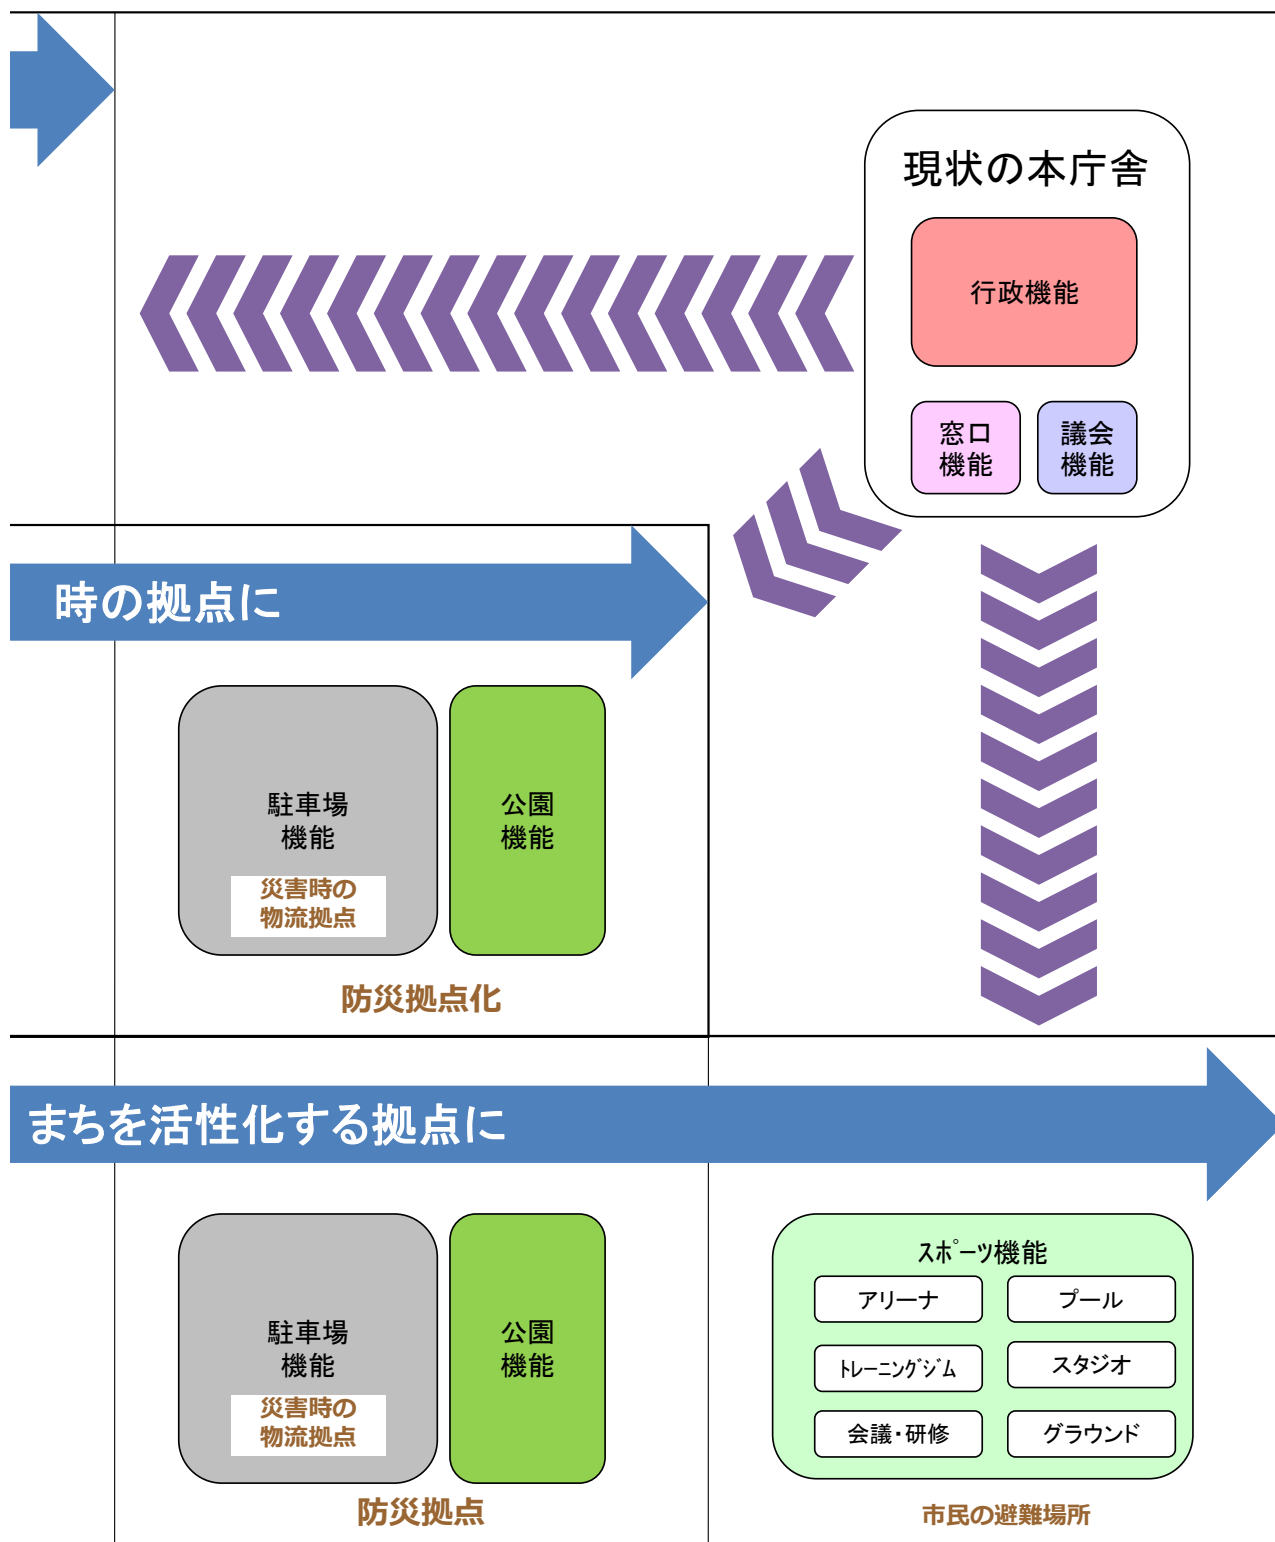 現状の本庁舎
行政機能
窓口
機能
議会
機能
時の拠点に
駐車場
機能
災害時の
物流拠点
公園
機能
防災拠点化
まちを活性化する拠点に
駐車場
機能
災害時の
物流拠点
公園
機能
防災拠点
ｽﾎﾟｰﾂ機能
アリーナ
プール
ﾄﾚｰﾆﾝｸﾞｼﾞﾑ
スタジオ
会議・研修
グラウンド
市民の避難場所